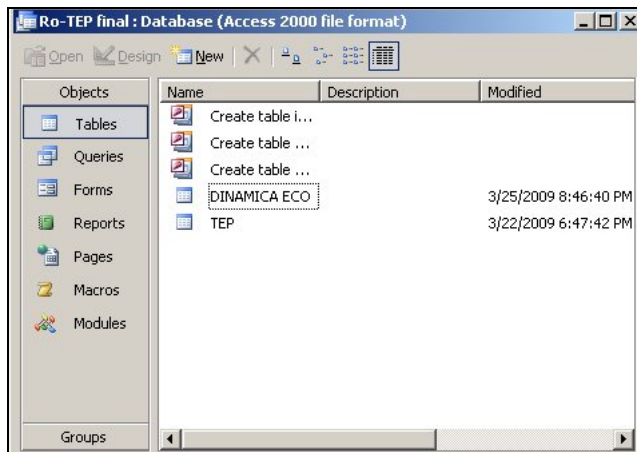 Ro-TEP final : Database (Access 2000 file format)
Open Design New
Objects
Tables
Queries
Forms
Reports
Pages
Macros
Modules
Groups
Name Description Modified
Create table i...
Create table ...
Create table ...
DINAMICA ECO 3/25/2009 8:46:40 PM
TEP 3/22/2009 6:47:42 PM